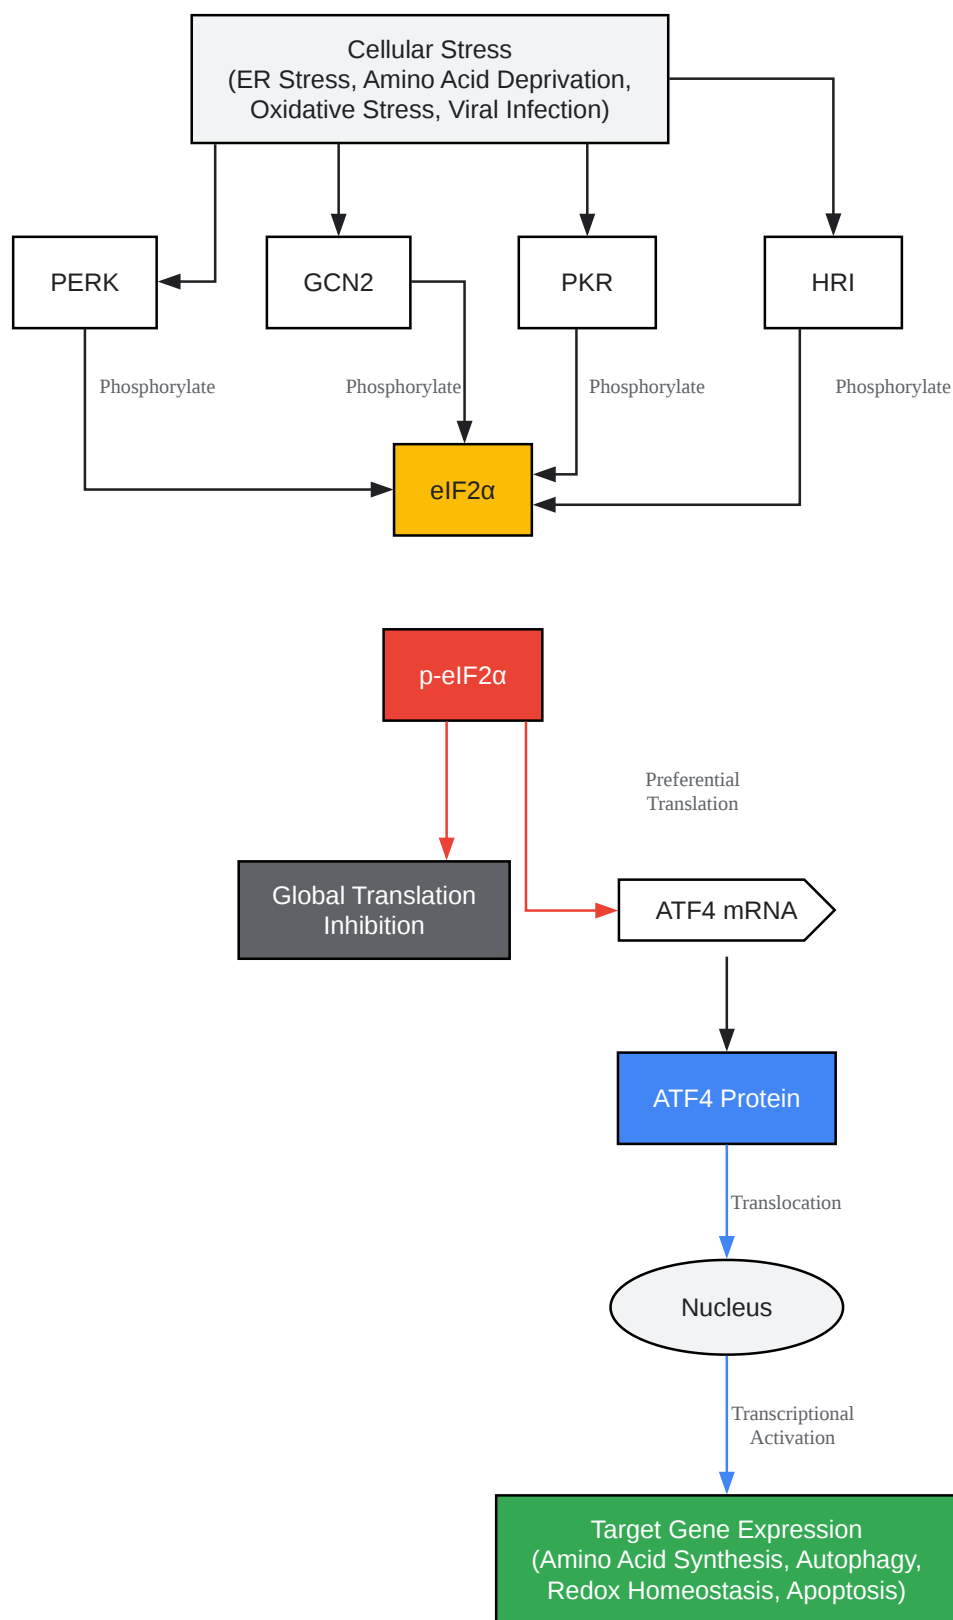 Cellular Stress
(ER Stress, Amino Acid Deprivation,
Oxidative Stress, Viral Infection)
PERK
GCN2
PKR
HRI
Phosphorylate
Phosphorylate
Phosphorylate
Phosphorylate
eIF2α
p-eIF2α
Preferential
Translation
Global Translation
Inhibition
ATF4 mRNA
ATF4 Protein
Translocation
Nucleus
Transcriptional
Activation
Target Gene Expression
(Amino Acid Synthesis, Autophagy,
Redox Homeostasis, Apoptosis)